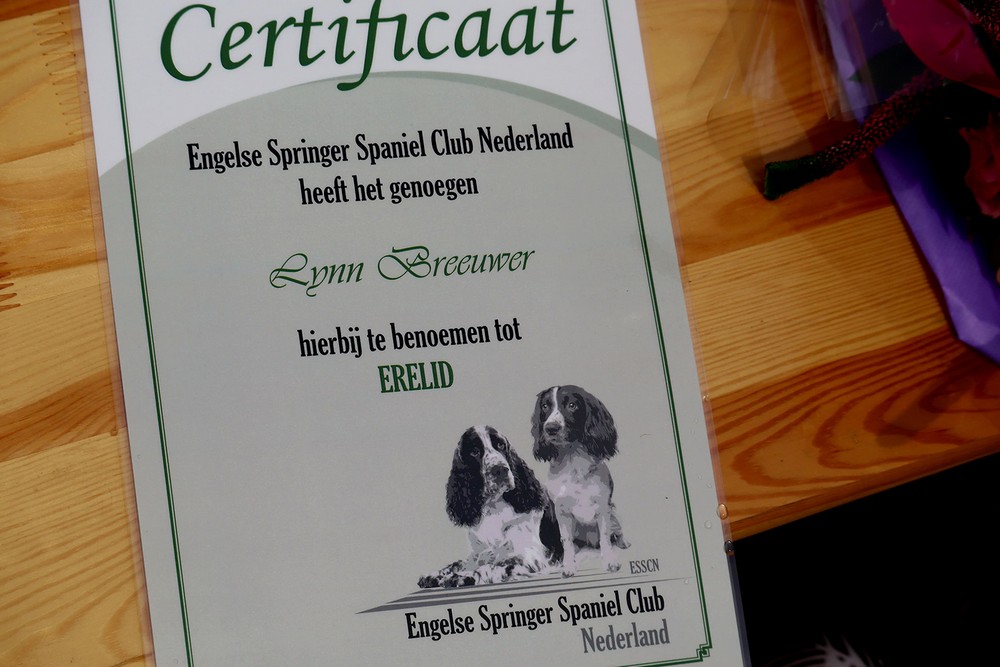 Certificaat
Engelse Springer Spaniel Club Nederland
heeft het genoegen
Lynn Breeuwer
hierbij te benoemen tot
ERELID
ESSCN
Engelse Springer Spaniel Club
Nederland